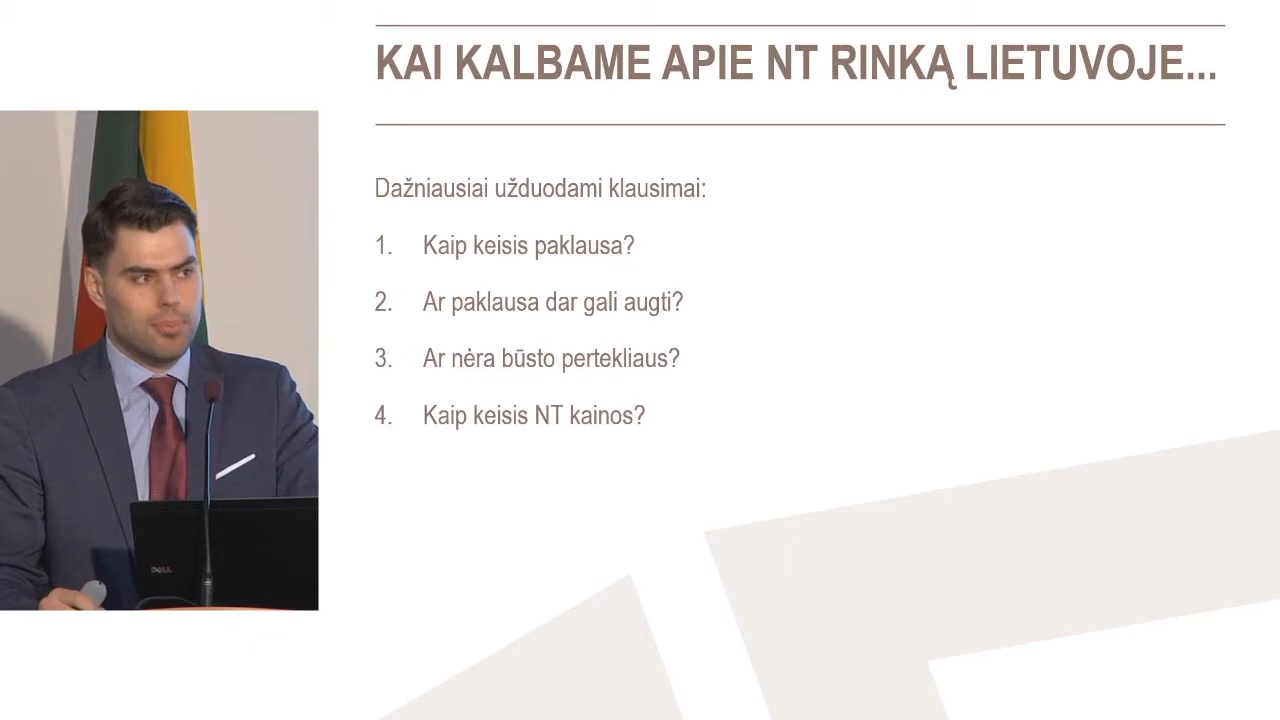 KAI KALBAME APIE NT RINKĄ LIETUVOJE...
Dažniausiai užduodami klausimai:
1. Kaip keisis paklausa?
2. Ar paklausa dar gali augti?
3. Ar nėra būsto pertekliaus?
4. Kaip keisis NT kainos?
DELL